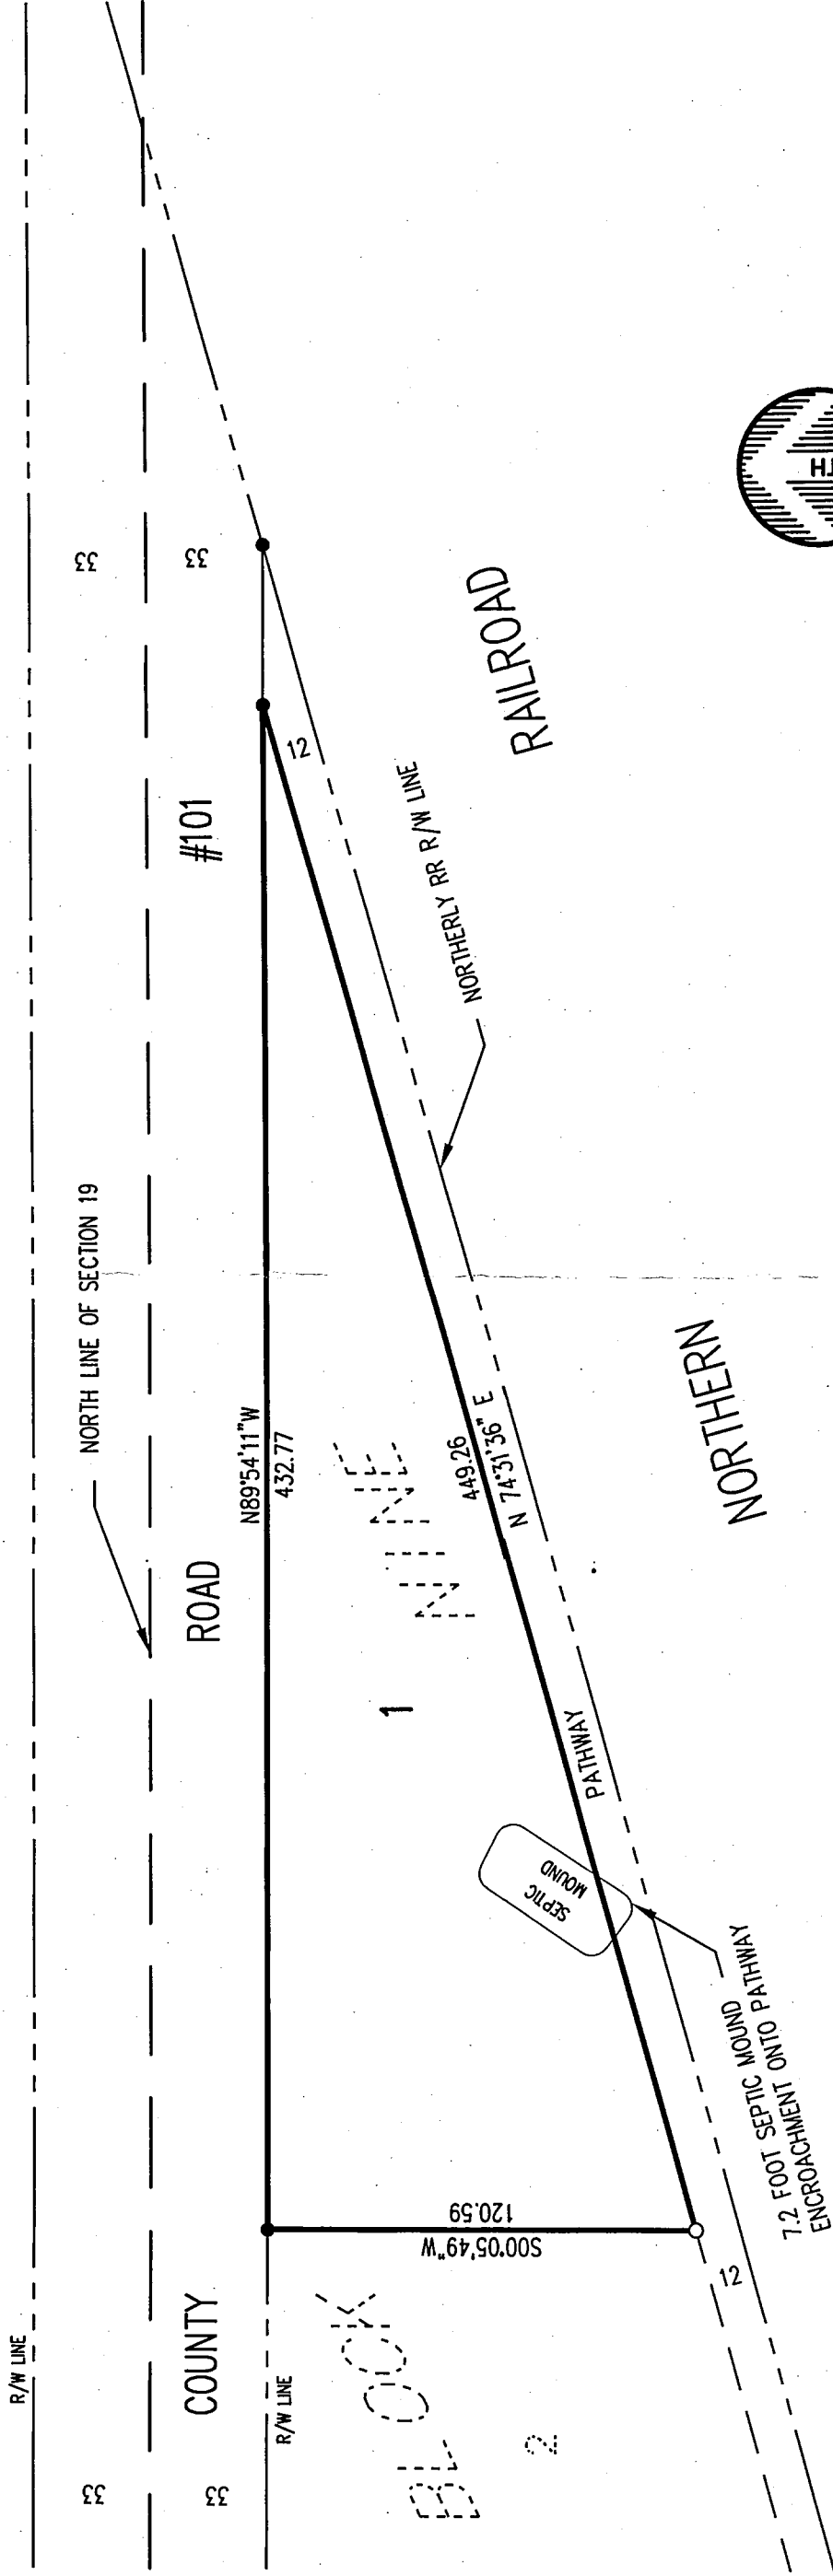 R/W LINE
33
33
NORTH LINE OF SECTION 19
33
33
COUNTY
ROAD
#101
R/W LINE
N89°54'11"W
432.77
BLOCK
NINE
1
2
S00°05'49"W
120.59
449.26
N 74°31'36" E
12
12
SEPTIC
MOUND
PATHWAY
NORTHERLY RR R/W LINE
7.2 FOOT SEPTIC MOUND
ENCROACHMENT ONTO PATHWAY
NORTHERN
RAILROAD